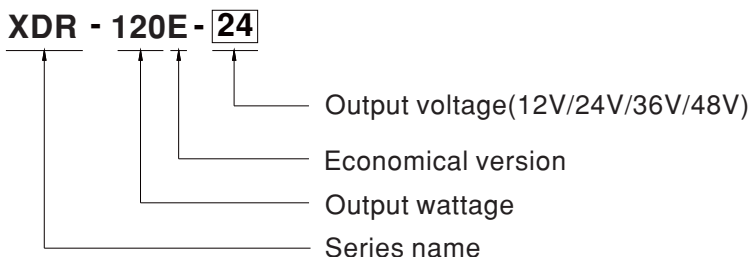 XDR - 120E - 24
Output voltage(12V/24V/36V/48V)
Economical version
Output wattage
Series name